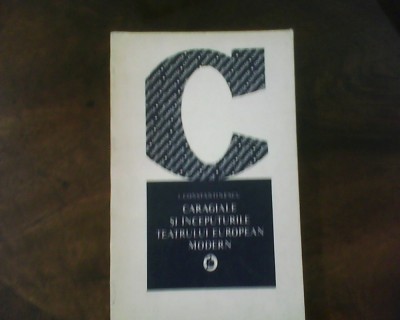 C
I. CONSTANTINESCU
CARAGIALE
ȘI ÎNCEPUTURILE
TEATRULUI EUROPEAN
MODERN